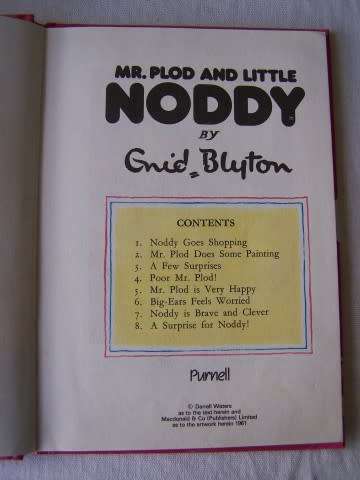 MR. PLOD AND LITTLE
NODDY
BY
Enid Blyton
CONTENTS
1. Noddy Goes Shopping
2. Mr. Plod Does Some Painting
3. A Few Surprises
4. Poor Mr. Plod!
5. Mr. Plod is Very Happy
6. Big-Ears Feels Worried
7. Noddy is Brave and Clever
8. A Surprise for Noddy!
Purnell
© Darrell Waters
as to the text herein and
Macdonald & Co (Publishers) Limited
as to the artwork herein 1961